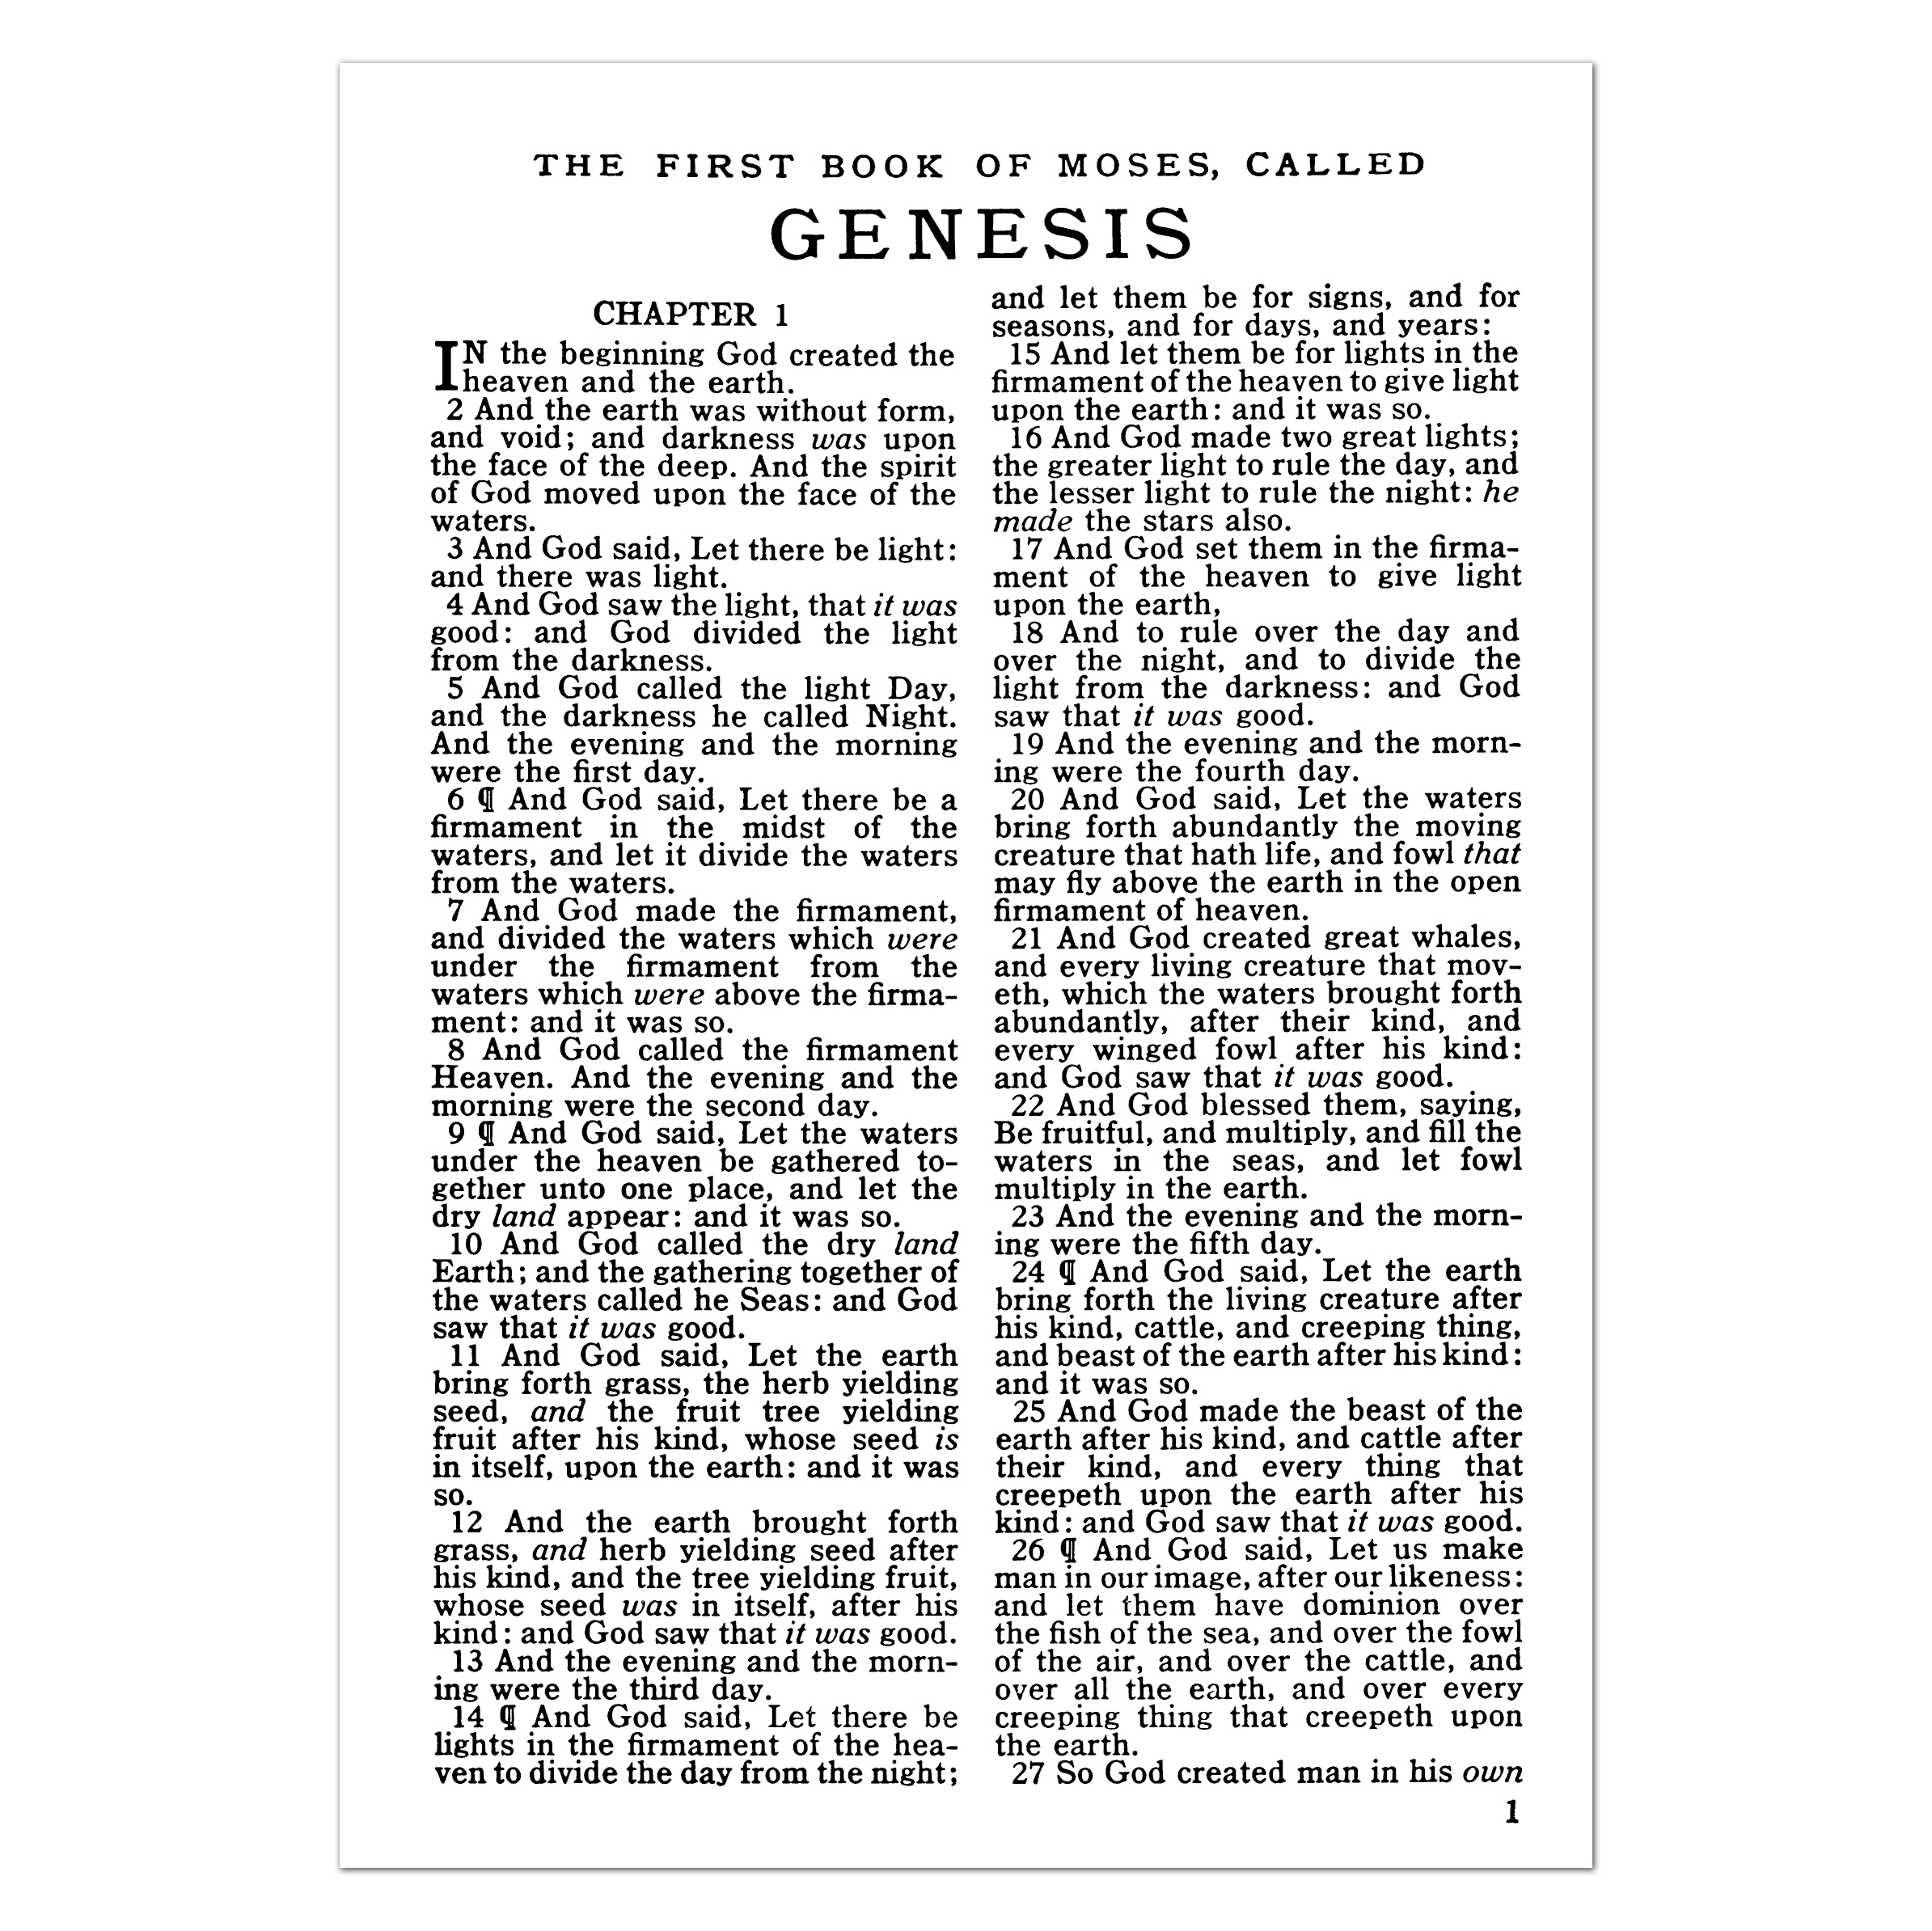 THE FIRST BOOK OF MOSES, CALLED
GENESIS
CHAPTER 1
IN the beginning God created the
heaven and the earth.
2 And the earth was without form,
and void; and darkness was upon
the face of the deep. And the spirit
of God moved upon the face of the
waters.
3 And God said, Let there be light:
and there was light.
4 And God saw the light, that it was
good: and God divided the light
from the darkness.
5 And God called the light Day,
and the darkness he called Night.
And the evening and the morning
were the first day.
6 ¶ And God said, Let there be a
firmament in the midst of the
waters, and let it divide the waters
from the waters.
7 And God made the firmament,
and divided the waters which were
under the firmament from the
waters which were above the firma-
ment: and it was so.
8 And God called the firmament
Heaven. And the evening and the
morning were the second day.
9 ¶ And God said, Let the waters
under the heaven be gathered to-
gether unto one place, and let the
dry land appear: and it was so.
10 And God called the dry land
Earth; and the gathering together of
the waters called he Seas: and God
saw that it was good.
11 And God said, Let the earth
bring forth grass, the herb yielding
seed, and the fruit tree yielding
fruit after his kind, whose seed is
in itself, upon the earth: and it was
so.
12 And the earth brought forth
grass, and herb yielding seed after
his kind, and the tree yielding fruit,
whose seed was in itself, after his
kind: and God saw that it was good.
13 And the evening and the morn-
ing were the third day.
14 ¶ And God said, Let there be
lights in the firmament of the hea-
ven to divide the day from the night;
and let them be for signs, and for
seasons, and for days, and years:
15 And let them be for lights in the
firmament of the heaven to give light
upon the earth: and it was so.
16 And God made two great lights;
the greater light to rule the day, and
the lesser light to rule the night: he
made the stars also.
17 And God set them in the firma-
ment of the heaven to give light
upon the earth,
18 And to rule over the day and
over the night, and to divide the
light from the darkness: and God
saw that it was good.
19 And the evening and the morn-
ing were the fourth day.
20 And God said, Let the waters
bring forth abundantly the moving
creature that hath life, and fowl that
may fly above the earth in the open
firmament of heaven.
21 And God created great whales,
and every living creature that mov-
eth, which the waters brought forth
abundantly, after their kind, and
every winged fowl after his kind:
and God saw that it was good.
22 And God blessed them, saying,
Be fruitful, and multiply, and fill the
waters in the seas, and let fowl
multiply in the earth.
23 And the evening and the morn-
ing were the fifth day.
24 ¶ And God said, Let the earth
bring forth the living creature after
his kind, cattle, and creeping thing,
and beast of the earth after his kind:
and it was so.
25 And God made the beast of the
earth after his kind, and cattle after
their kind, and every thing that
creepeth upon the earth after his
kind: and God saw that it was good.
26 ¶ And God said, Let us make
man in our image, after our likeness:
and let them have dominion over
the fish of the sea, and over the fowl
of the air, and over the cattle, and
over all the earth, and over every
creeping thing that creepeth upon
the earth.
27 So God created man in his own
1